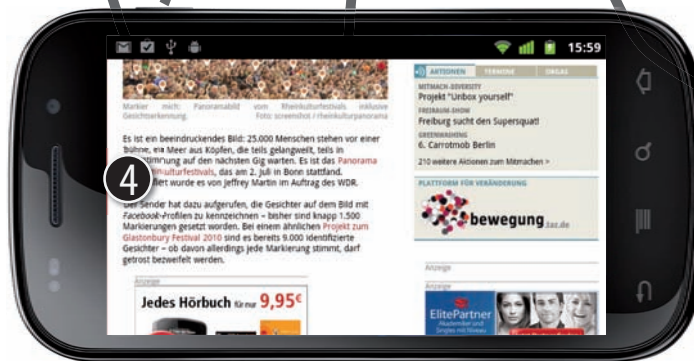 15:59
Markier mich: Panoramabild vom Rheinkulturfestivals inklusive
Gesichtserkennung. Foto: screenshot / rheinkulturpanorama
Es ist ein beeindruckendes Bild: 25.000 Menschen stehen vor einer
Bühne, ein Meer aus Köpfen, die teils gelangweilt, teils in
stimmung auf den nächsten Gig warten. Es ist das Panorama
kulturfestivals, das am 2. Juli in Bonn stattfand.
wurde es von Jeffrey Martin im Auftrag des WDR.
4
Der Sender hat dazu aufgerufen, die Gesichter auf dem Bild mit
Facebook-Profilen zu kennzeichnen – bisher sind knapp 1.500
Markierungen gesetzt worden. Bei einem ähnlichen Projekt zum
Glastonbury Festival 2010 sind es bereits 9.000 identifizierte
Gesichter – ob davon allerdings jede Markierung stimmt, darf
getrost bezweifelt werden.
Anzeige
Jedes Hörbuch für nur 9,95€
AKTIONEN TERMINE ORGAS
MITMACH-DIVERSITY
Projekt "Unbox yourself"
FREIRAUM-SHOW
Freiburg sucht den Supersquat!
GREENWASHING
6. Carrotmob Berlin
210 weitere Aktionen zum Mitmachen >
PLATTFORM FÜR VERÄNDERUNG
bewegung.taz.de
Anzeige
Anzeige
ElitePartner
Akademiker und
Singles mit Niveau